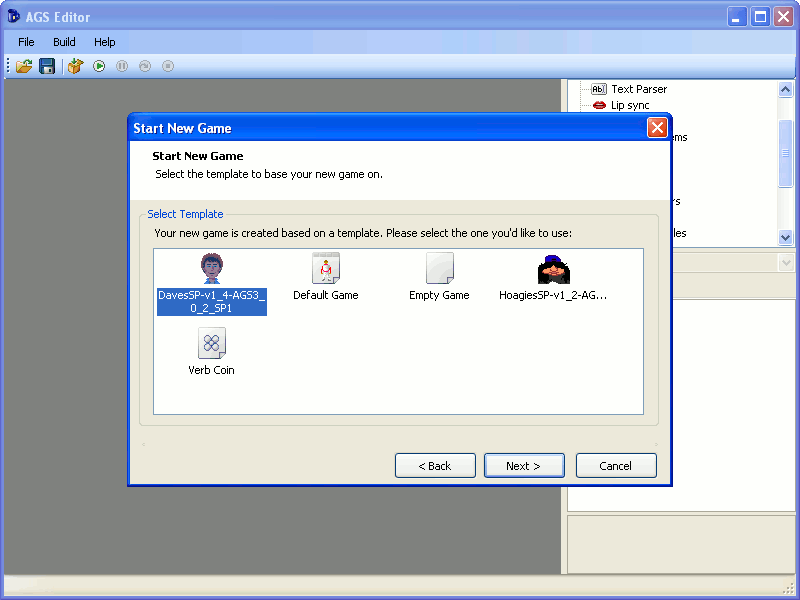 AGS Editor
File Build Help
Text Parser
Lip sync
ems
rs
les
Start New Game
Start New Game
Select the template to base your new game on.
Select Template
Your new game is created based on a template. Please select the one you'd like to use:
DavesSP-v1_4-AGS3_
0_2_SP1
Default Game
Empty Game
HoagiesSP-v1_2-AG...
Verb Coin
< Back
Next >
Cancel